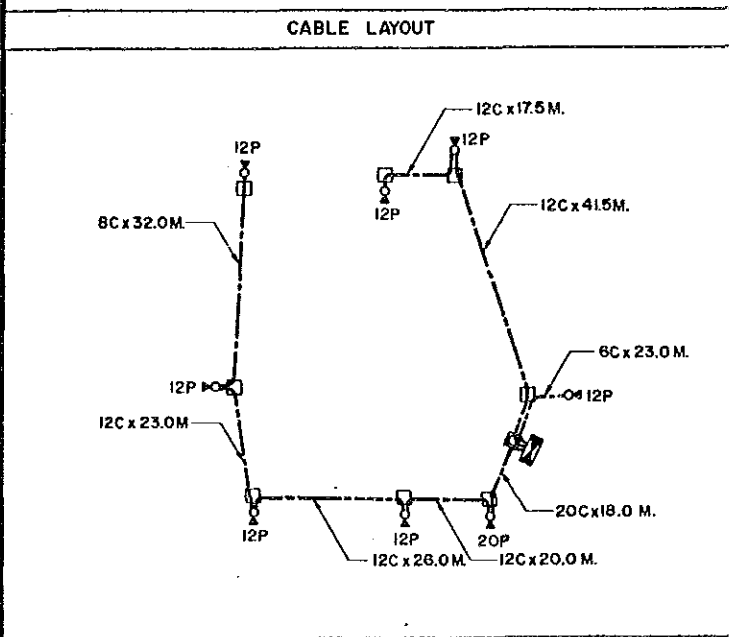 CABLE LAYOUT
12C x 17.5 M.
12P
12P
12P
12C x 41.5 M.
8C x 32.0 M.
6C x 23.0 M.
12P
12P
12C x 23.0 M
20C x 18.0 M.
12P
12P
20P
12C x 26.0 M.
12C x 20.0 M.